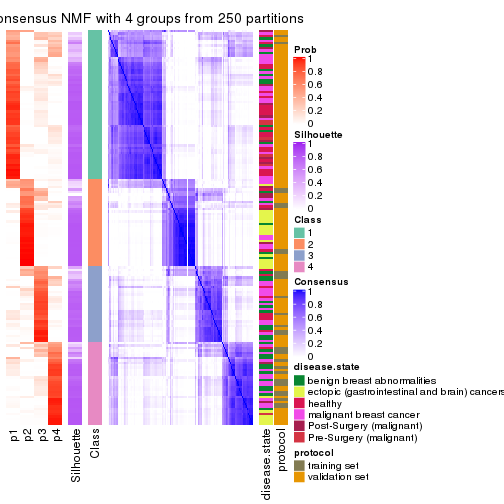 onsensus NMF with 4 groups from 250 partitions
Prob
1
0.8
0.6
0.4
0.2
0
Silhouette
1
0.8
0.6
0.4
0.2
0
Class
1
2
3
4
Consensus
1
0.8
0.6
0.4
0.2
0
disease.state
benign breast abnormalities
ectopic (gastrointestinal and brain) cancers
healthy
malignant breast cancer
Post-Surgery (malignant)
Pre-Surgery (malignant)
protocol
training set
validation set
p1
p2
p3
p4
Silhouette
Class
disease.state
protocol